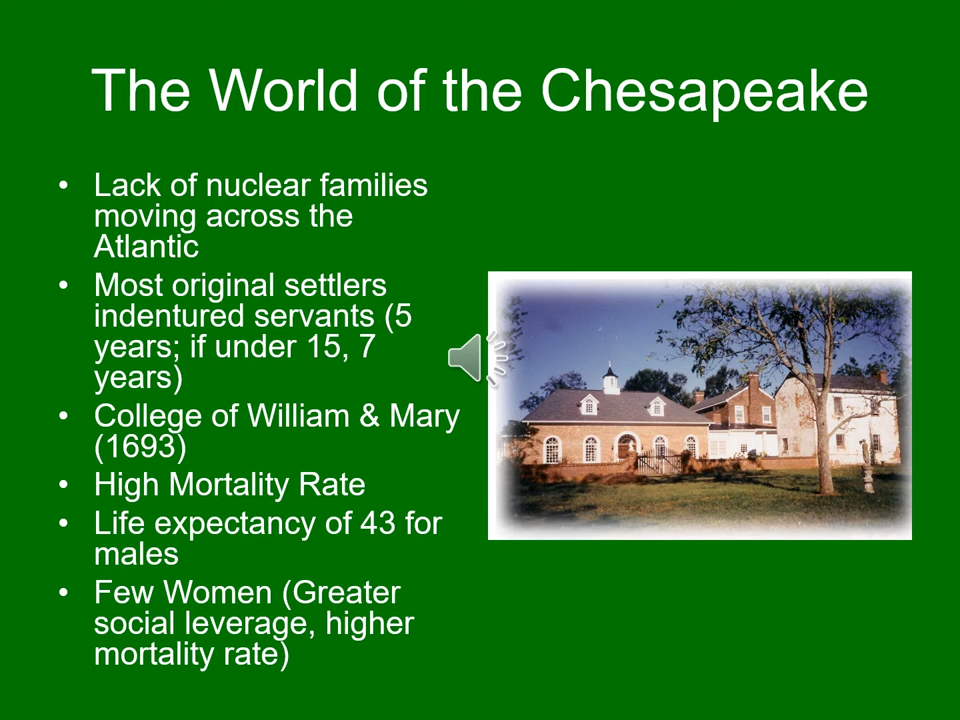 The World of the Chesapeake
• Lack of nuclear families
moving across the
Atlantic
• Most original settlers
indentured servants (5
years; if under 15, 7
years)
• College of William & Mary
(1693)
• High Mortality Rate
• Life expectancy of 43 for
males
• Few Women (Greater
social leverage, higher
mortality rate)